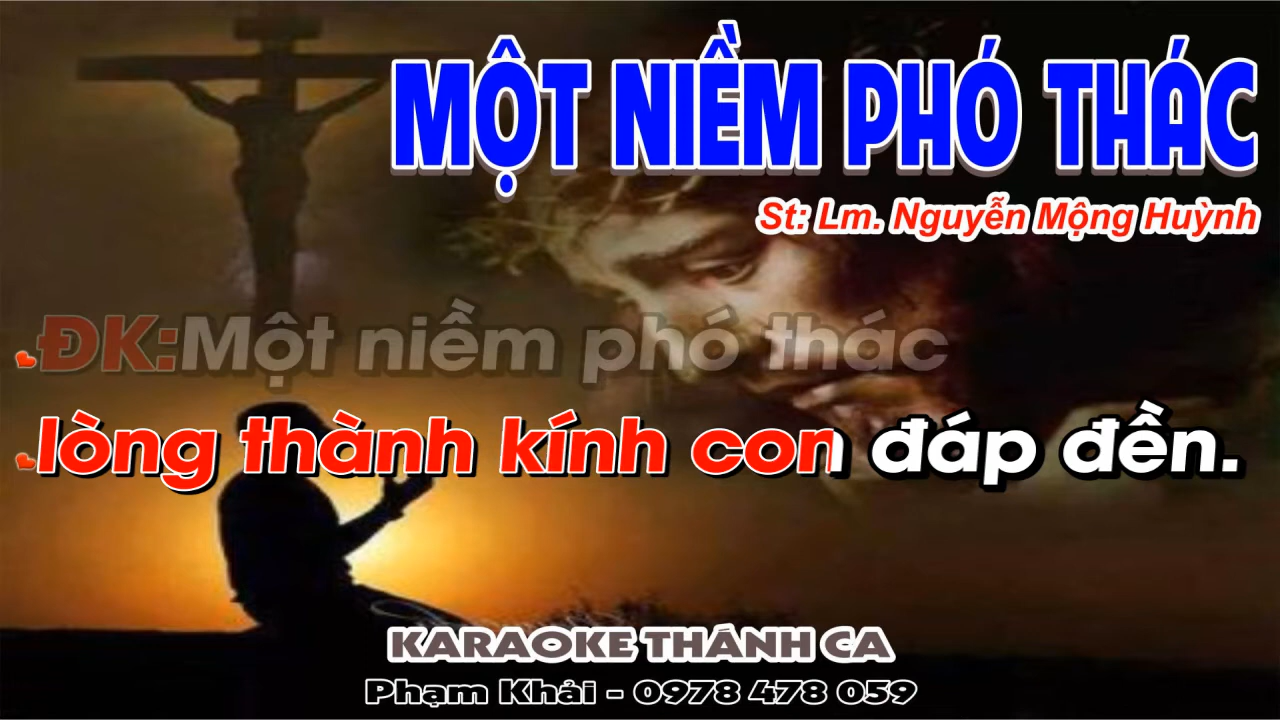 MỘT NIỀM PHÓ THÁC
St: Lm. Nguyễn Mộng Huỳnh
ĐK:Một niềm phó thác
lòng thành kính con đáp đền.
KARAOKE THÁNH CA
Phạm Khải - 0978 478 059